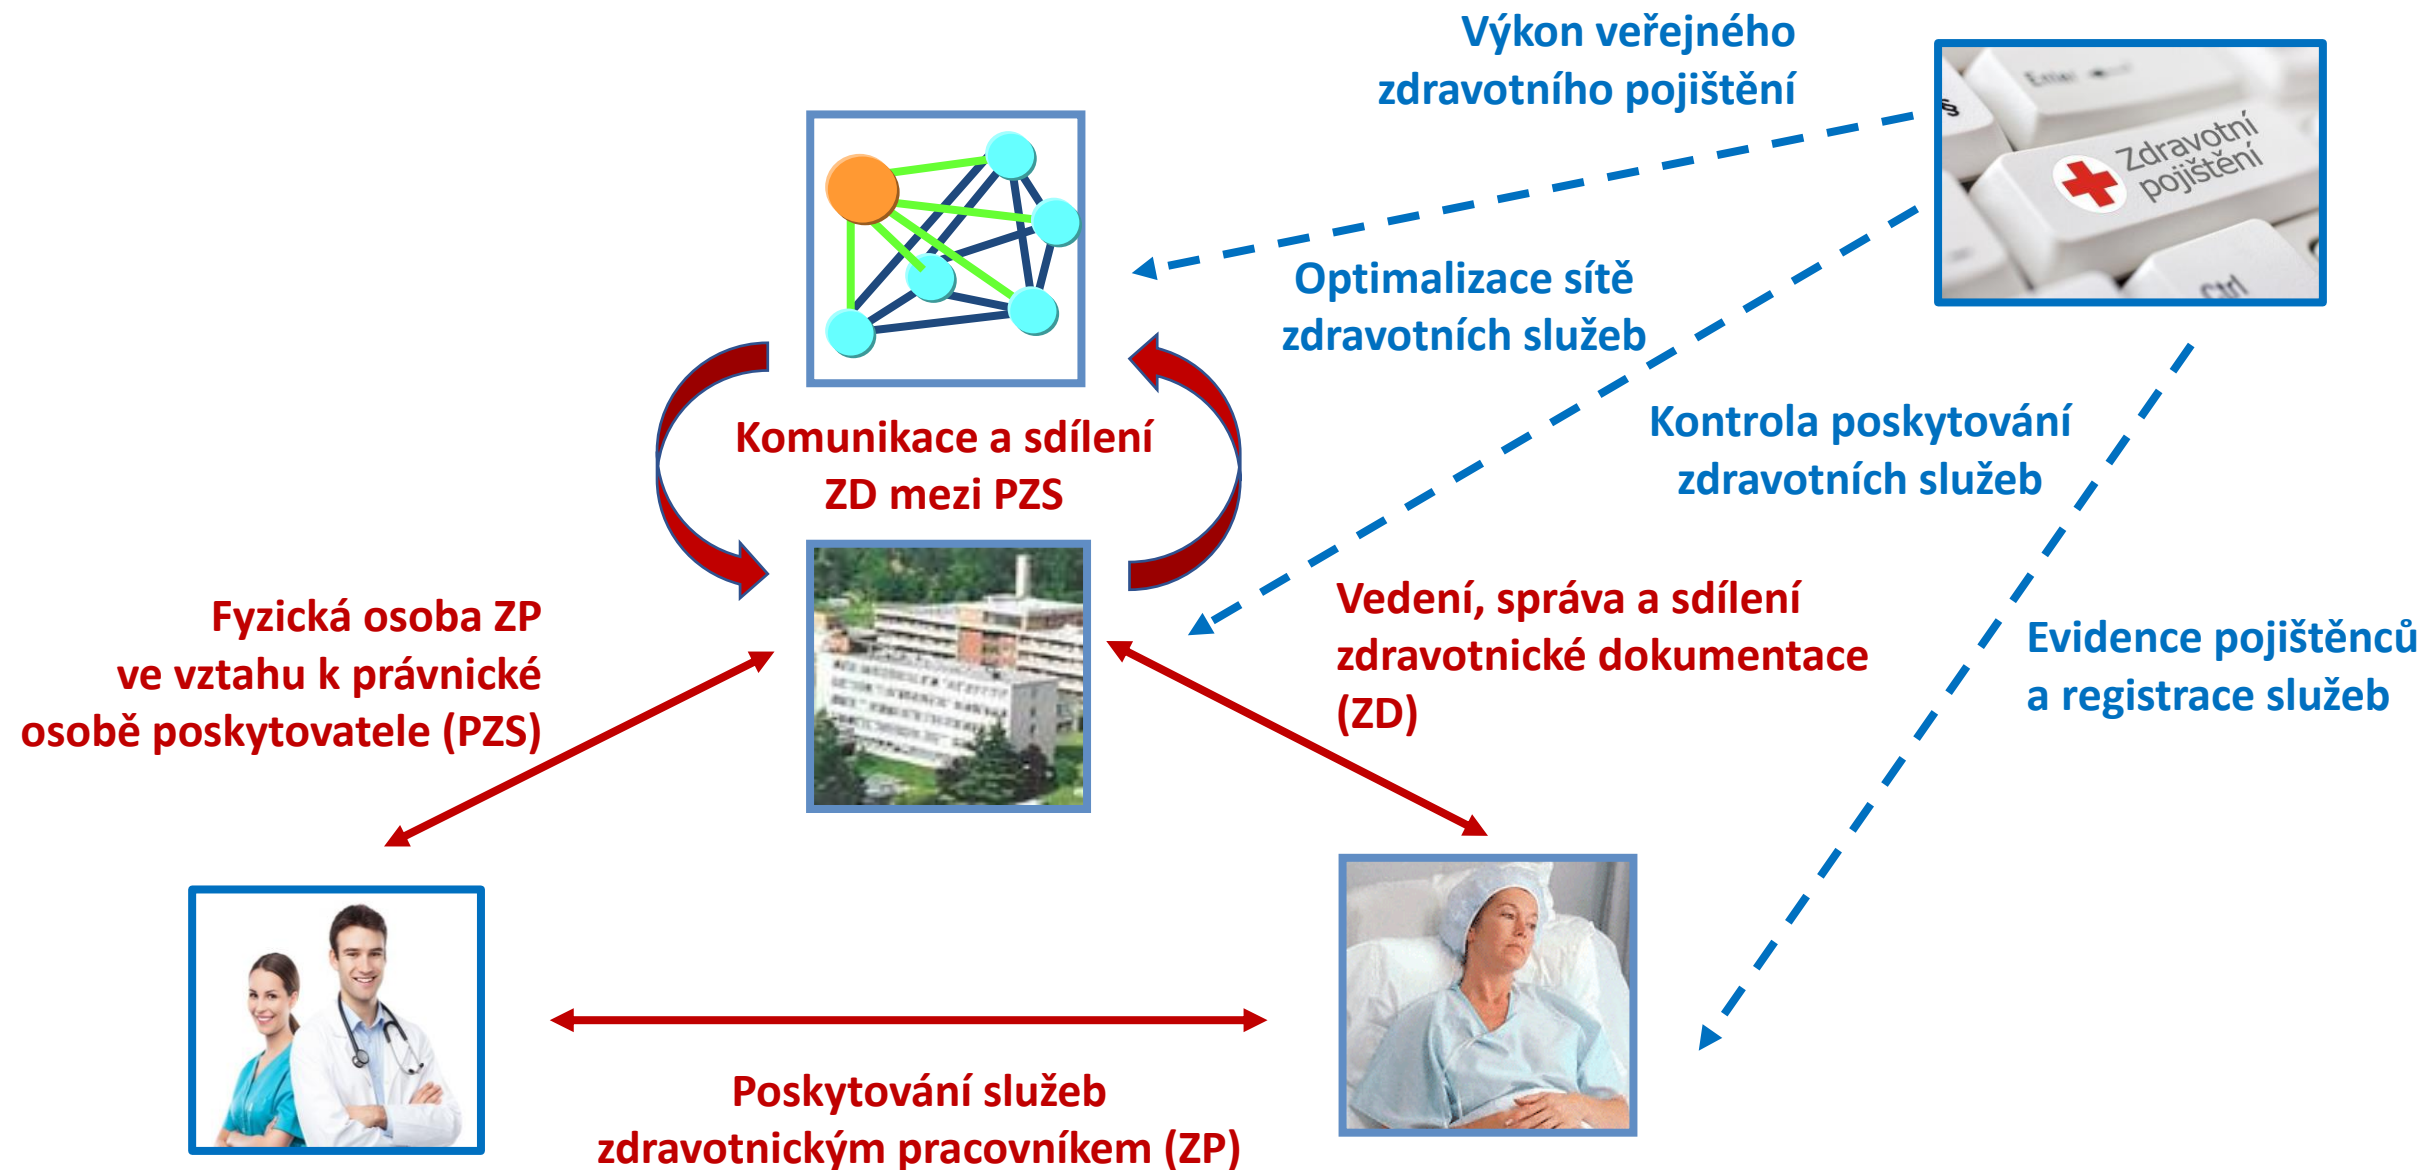 Výkon veřejného
zdravotního pojištění
§
Enter
Zdravotní
pojištění
Ctrl
Optimalizace sítě
zdravotních služeb
Komunikace a sdílení
ZD mezi PZS
Kontrola poskytování
zdravotních služeb
Fyzická osoba ZP
ve vztahu k právnické
osobě poskytovatele (PZS)
Vedení, správa a sdílení
zdravotnické dokumentace
(ZD)
Evidence pojištěnců
a registrace služeb
Poskytování služeb
zdravotnickým pracovníkem (ZP)